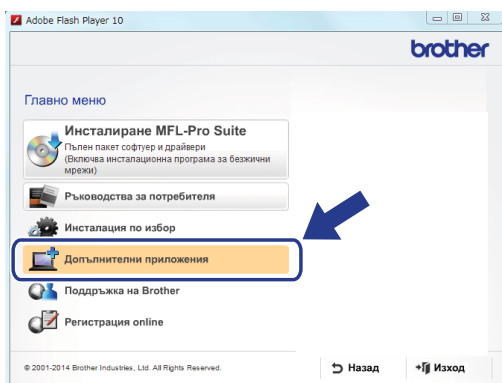 Adobe Flash Player 10
brother
Главно меню
Инсталиране MFL-Pro Suite
Пълен пакет софтуер и драйвери
(Включва инсталационна програма за безжични
мрежи)
Ръководства за потребителя
Инсталация по избор
Допълнителни приложения
Поддръжка на Brother
Регистрация online
© 2001-2014 Brother Industries, Ltd. All Rights Reserved.
Назад
Изход